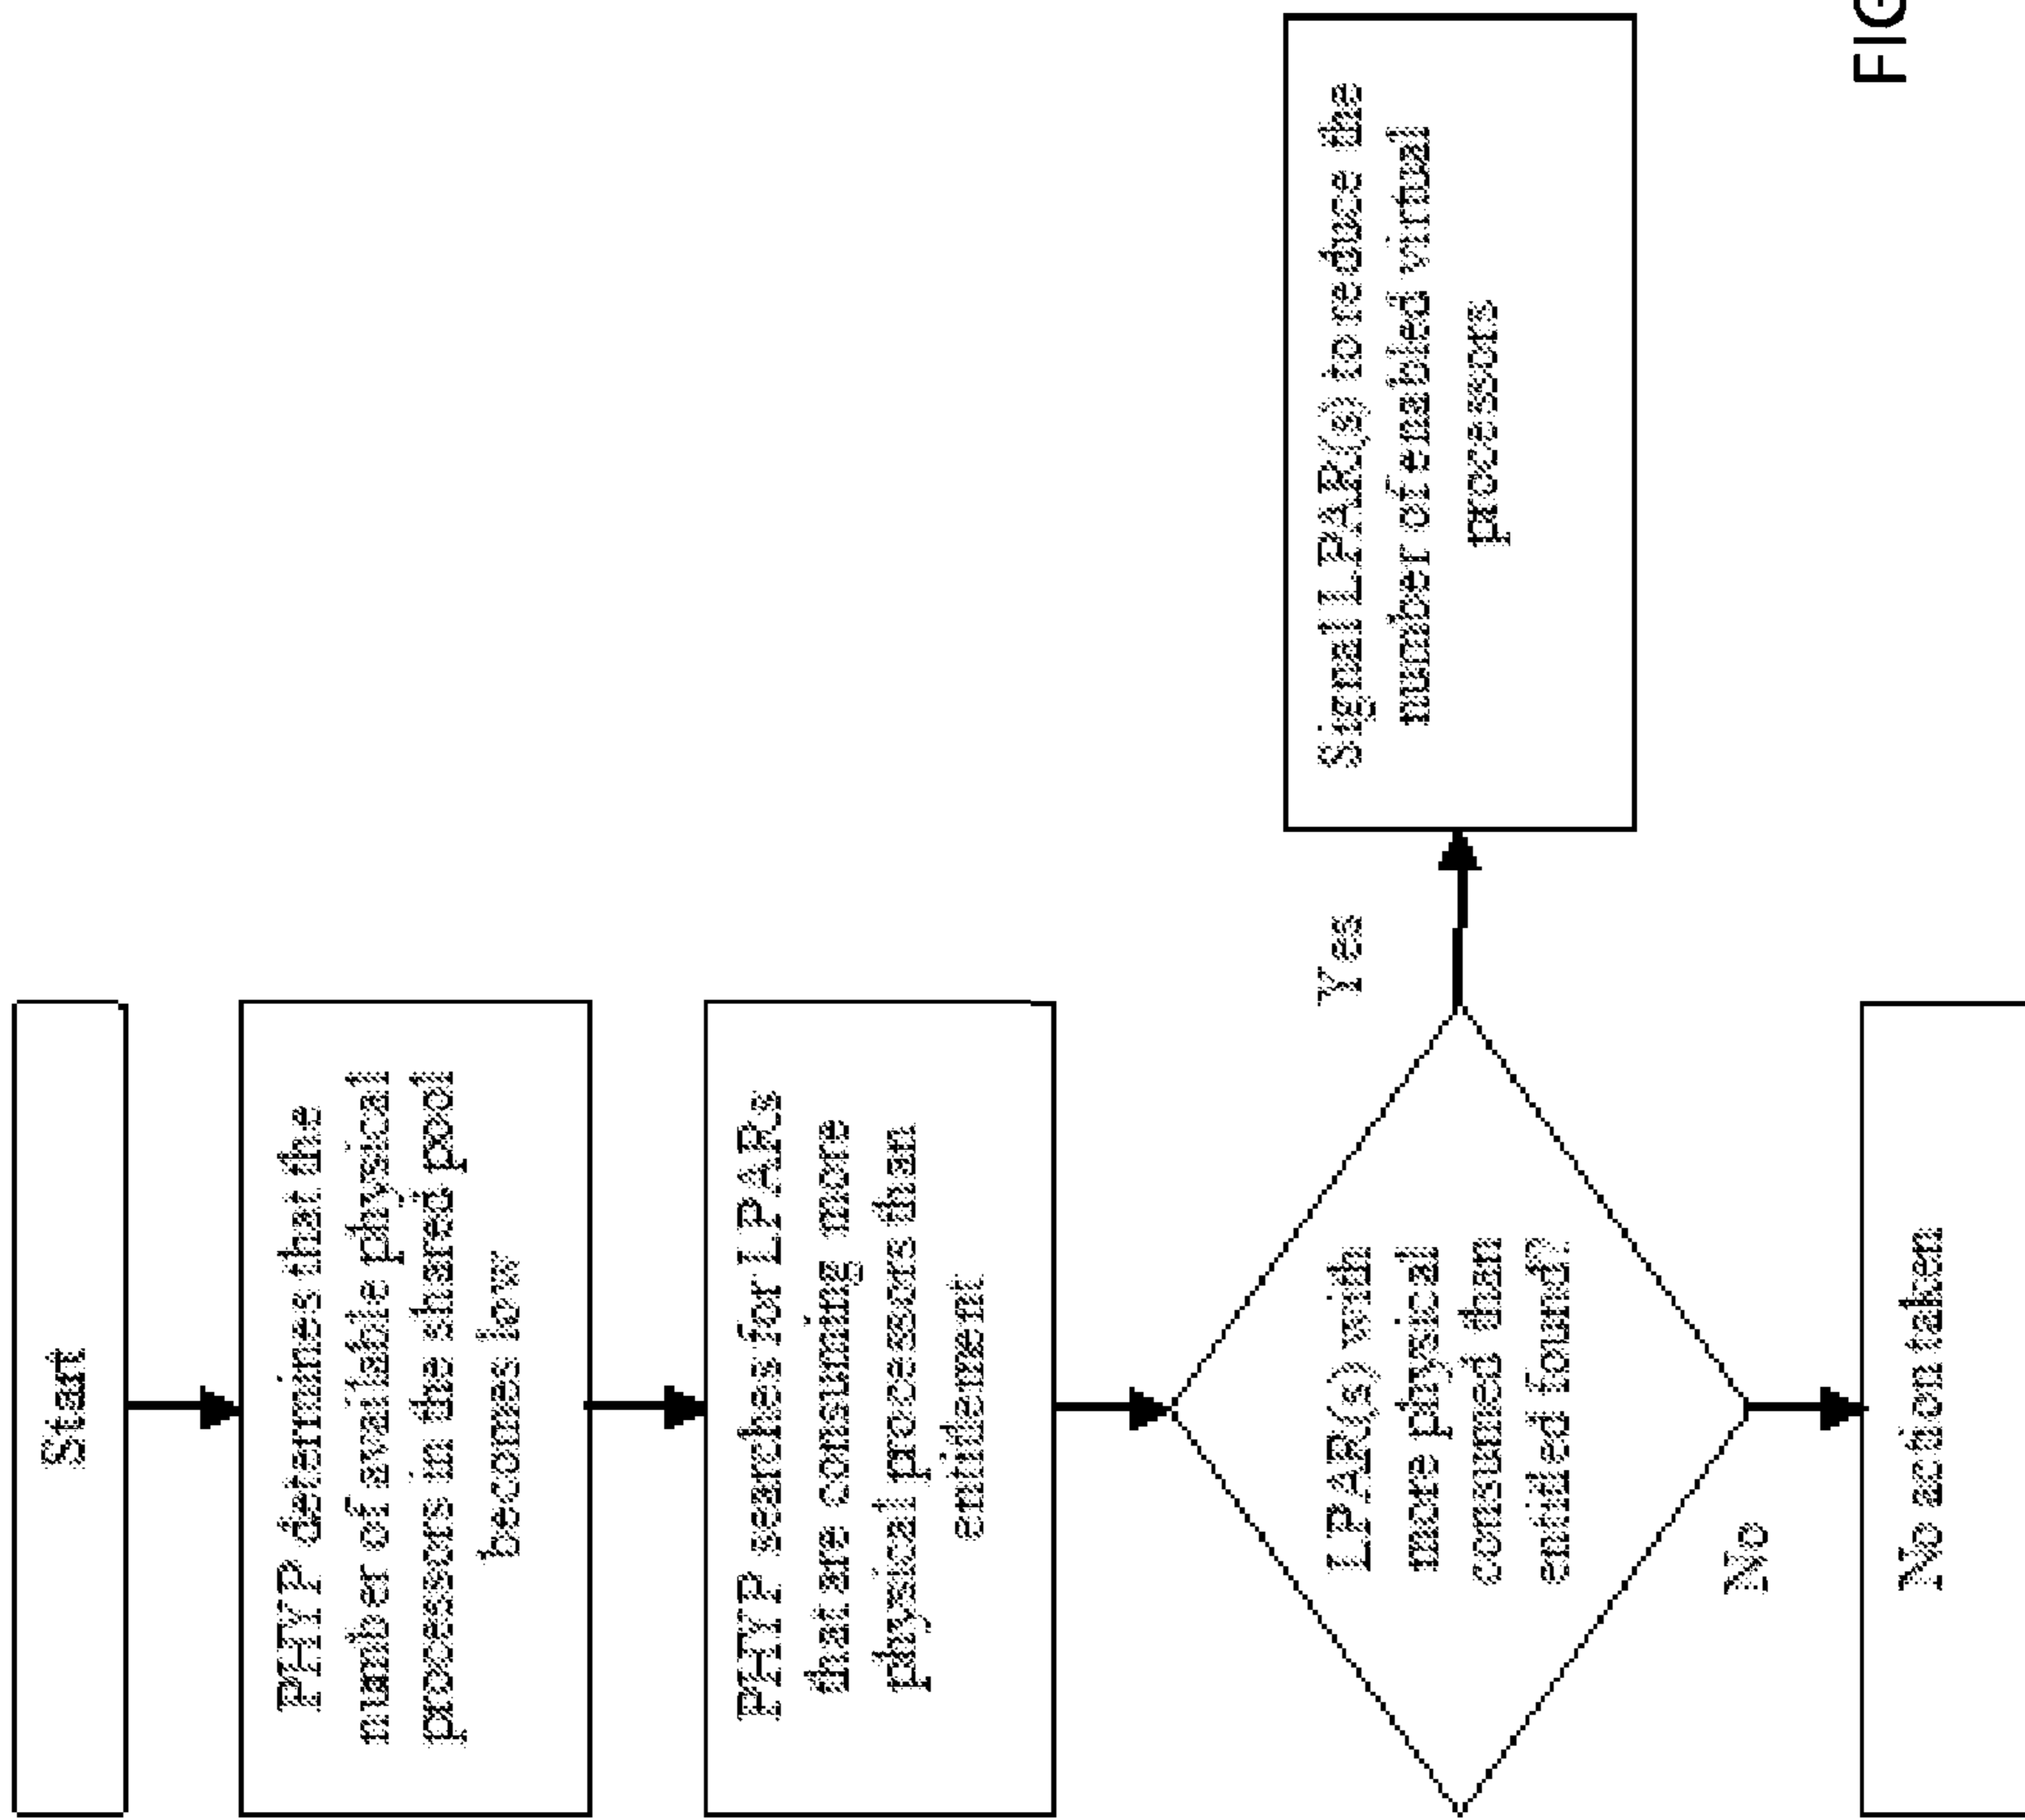 Start
PHYP determines that the
number of available physical
processors in the shared pool
becomes low
PHYP searches for LPARs
that are consuming more
physical processors than
entitlement
LPAR(s) with
more physical
consumed than
entitled found?
Yes
Signal LPAR(s) to reduce the
number of enabled virtual
processors
No
No action taken
FIG